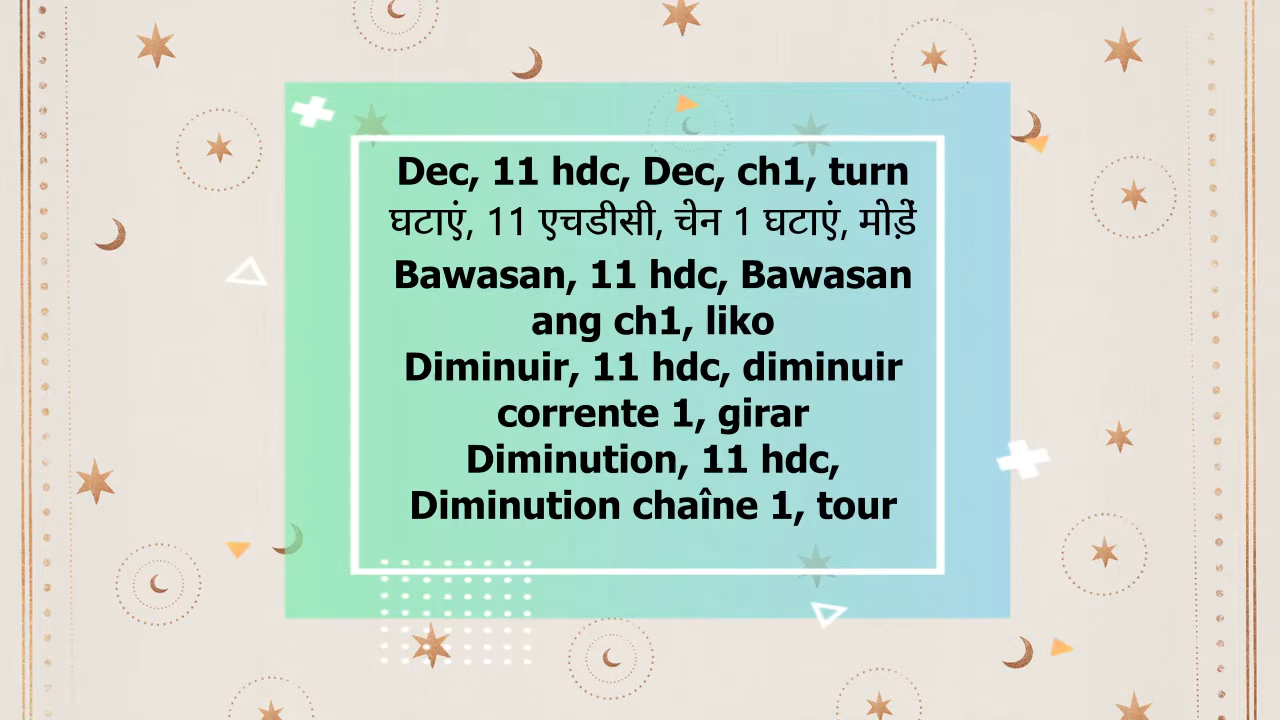 Dec, 11 hdc, Dec, ch1, turn
घटाएं, 11 एचडीसी, चेन 1 घटाएं, मोड़ें
Bawasan, 11 hdc, Bawasan
ang ch1, liko
Diminuir, 11 hdc, diminuir
corrente 1, girar
Diminution, 11 hdc,
Diminution chaîne 1, tour